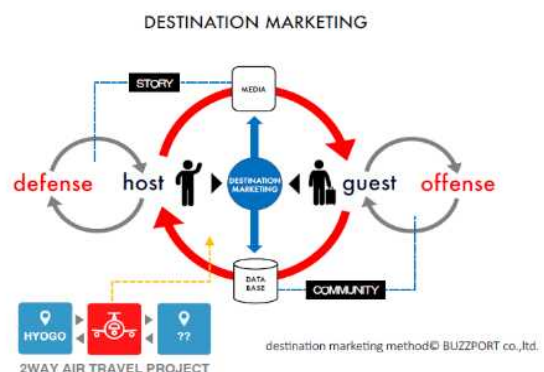 DESTINATION MARKETING
STORY
MEDIA
defense
host
DESTINATION
MARKETING
guest
offense
DATA
BASE
COMMUNITY
HYOGO
??
2WAY AIR TRAVEL PROJECT
destination marketing method© BUZZPORT co.,ltd.